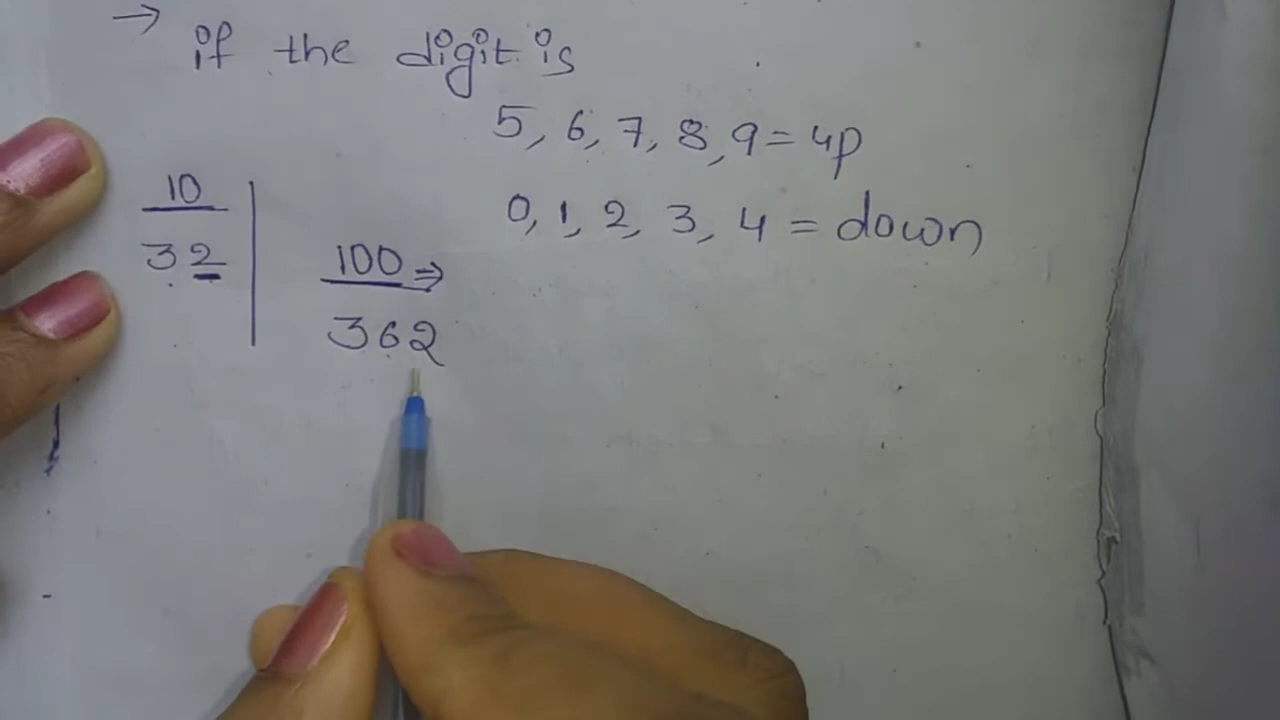 → if the digit is
5, 6, 7, 8, 9 = up
0, 1, 2, 3, 4 = down
10
32
100 ⇒
362